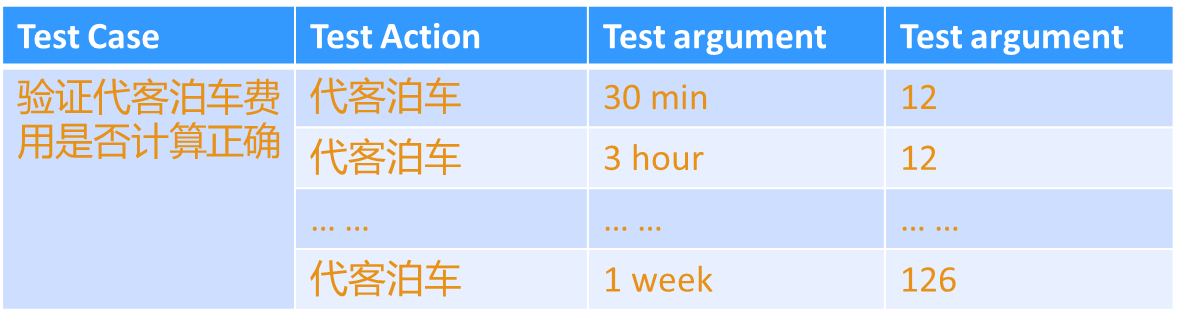 Test Case Test Action Test argument Test argument
验证代客泊车费 代客泊车 30 min 12
用是否计算正确
代客泊车 3 hour 12
... ... ... ... ... ...
代客泊车 1 week 126